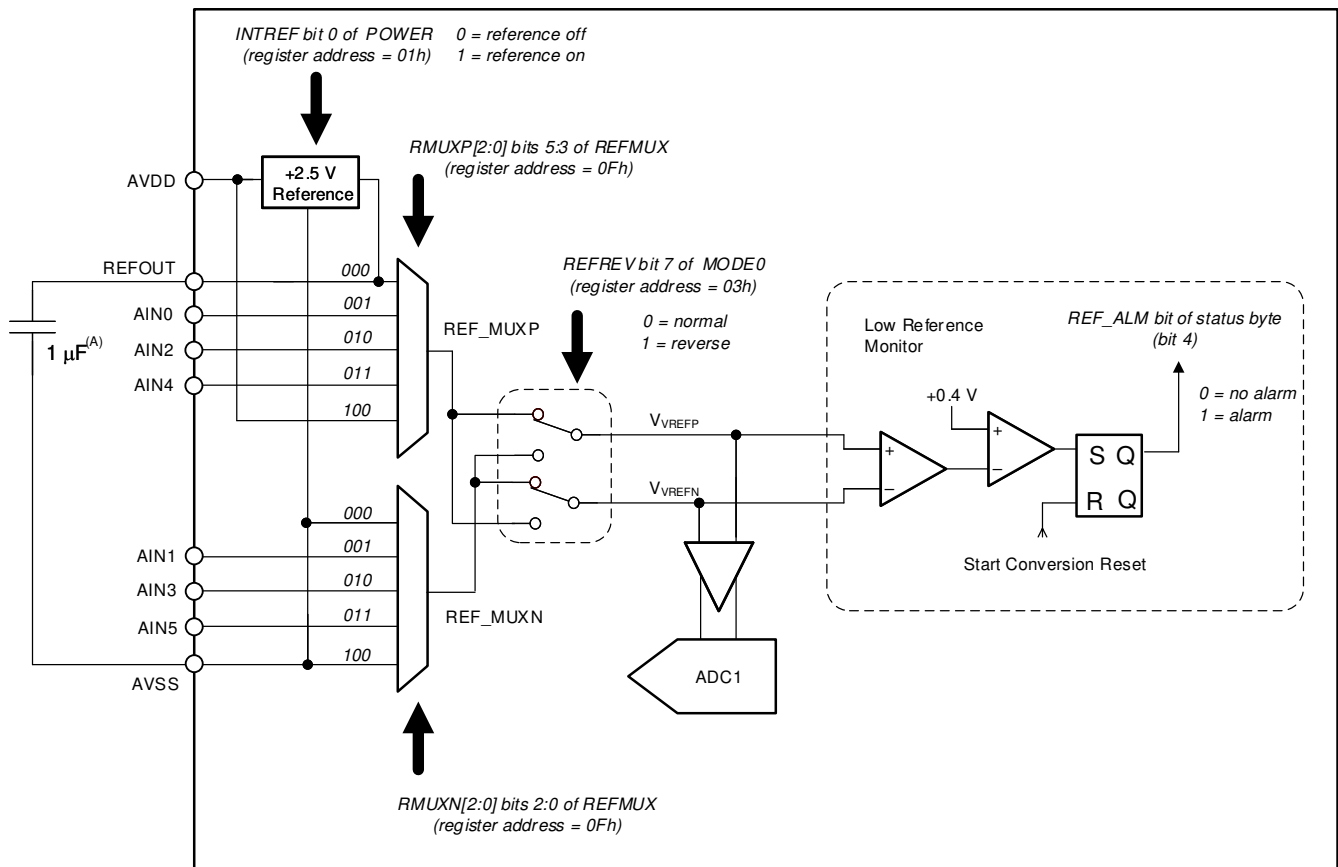 INTREF bit 0 of POWER 0 = reference off
(register address = 01h) 1 = reference on
RMUXP[2:0] bits 5:3 of REFMUX
(register address = 0Fh)
AVDD
+2.5 V
Reference
REFOUT
000
AIN0
001
AIN2
010
AIN4
011
100
REF_MUXP
1 µF(A)
REFREV bit 7 of MODE0
(register address = 03h)
0 = normal
1 = reverse
Low Reference
Monitor
REF_ALM bit of status byte
(bit 4)
+0.4 V
0 = no alarm
1 = alarm
VVREFP
VVREFN
+
−
+
−
S Q
R Q
Start Conversion Reset
000
AIN1
001
AIN3
010
AIN5
011
AVSS
100
REF_MUXN
ADC1
RMUXN[2:0] bits 2:0 of REFMUX
(register address = 0Fh)